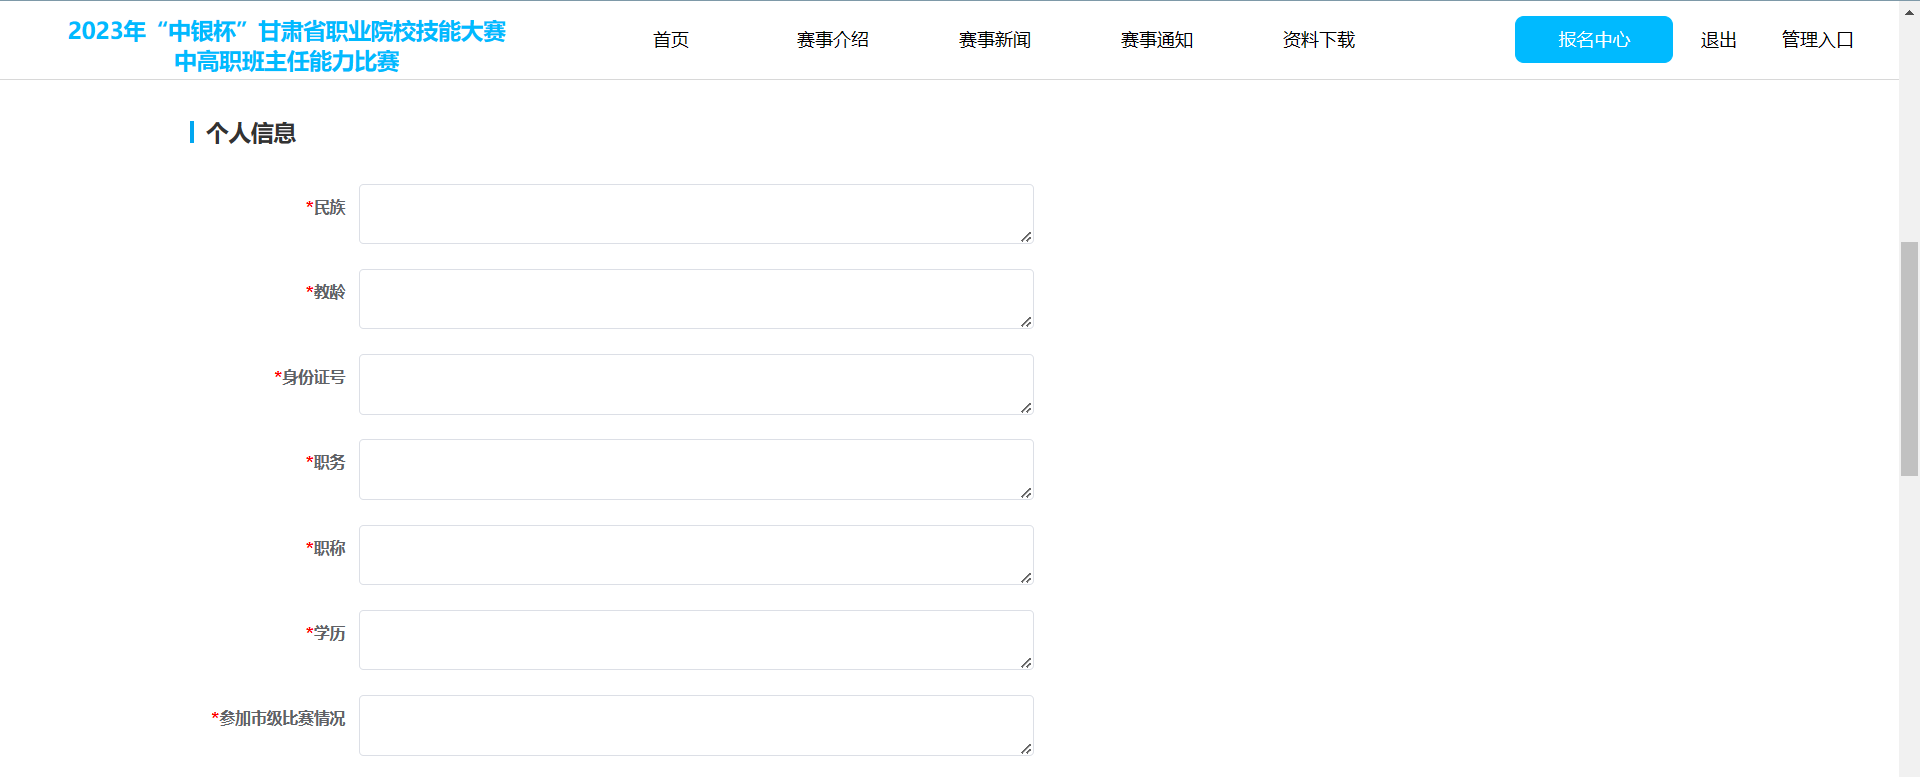 2023年“中银杯”甘肃省职业院校技能大赛
中高职班主任能力比赛
首页
赛事介绍
赛事新闻
赛事通知
资料下载
报名中心
退出
管理入口
个人信息
*民族
*教龄
*身份证号
*职务
*职称
*学历
*参加市级比赛情况